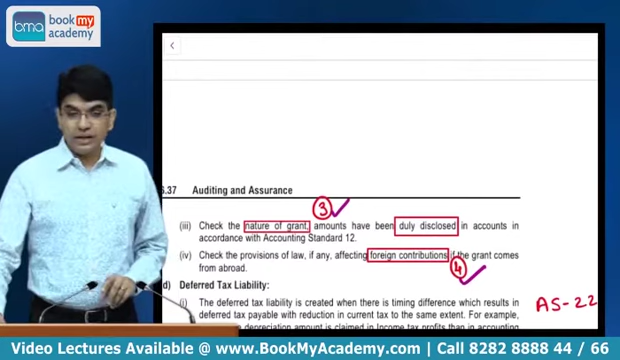 bma
book my
academy
6.37 Auditing and Assurance
3
(iii) Check the nature of grant, amounts have been duly disclosed in accounts in
accordance with Accounting Standard 12.
(iv) Check the provisions of law, if any, affecting foreign contributions if the grant comes
from abroad.
4
d) Deferred Tax Liability:
AS-22
(i) The deferred tax liability is created when there is timing difference which results in
deferred tax payable with reduction in current tax to the same extent. For example,
depreciation amount is claimed in Income tax profits than in accounting
Video Lectures Available @ www.BookMyAcademy.com | Call 8282 8888 44 / 66